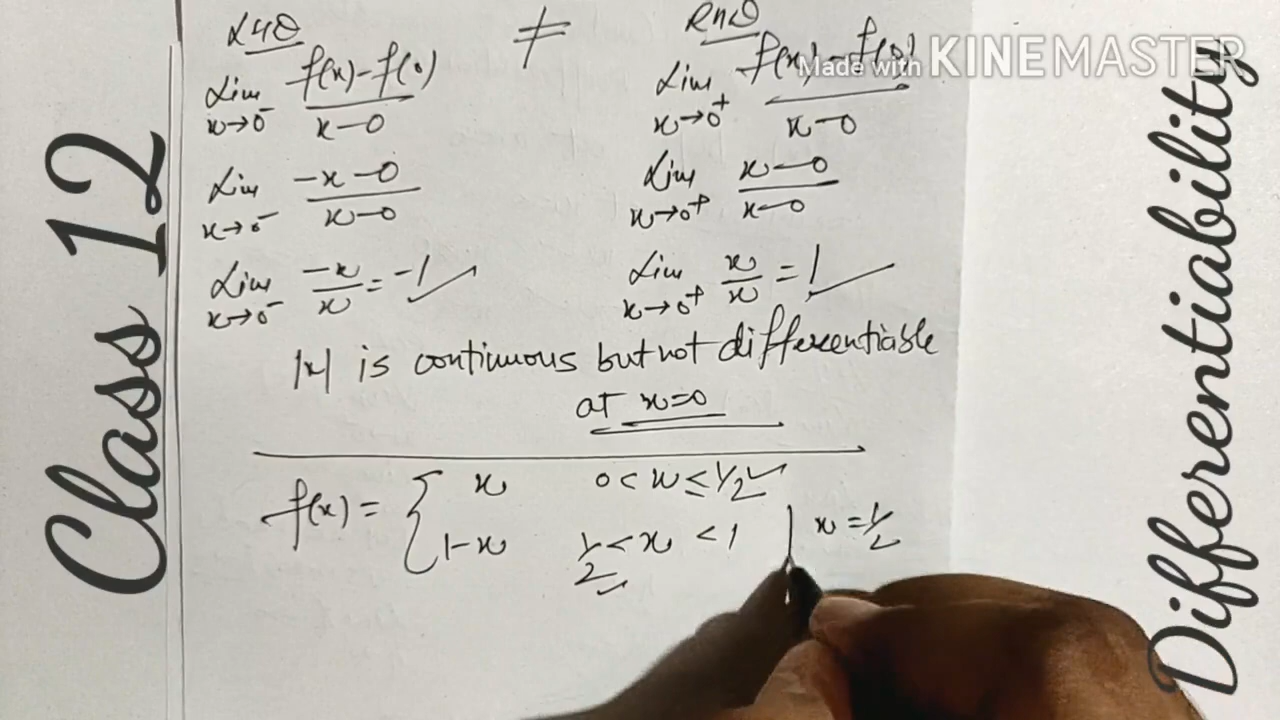 Class 12
LHD ≠ RHD
Lim x→0⁻ f(x)-f(0) / x-0
Lim x→0⁺ f(x)-f(0) / x-0
Made with KINEMASTER
Lim x→0⁻ -x-0 / x-0
Lim x→0⁺ x-0 / x-0
Lim x→0⁻ -x/x = -1
Lim x→0⁺ x/x = 1
|x| is continuous but not differentiable
at x=0
f(x) = { x 0<x≤1/2
1-x 1/2<x<1 | x=1/2
Differentiability